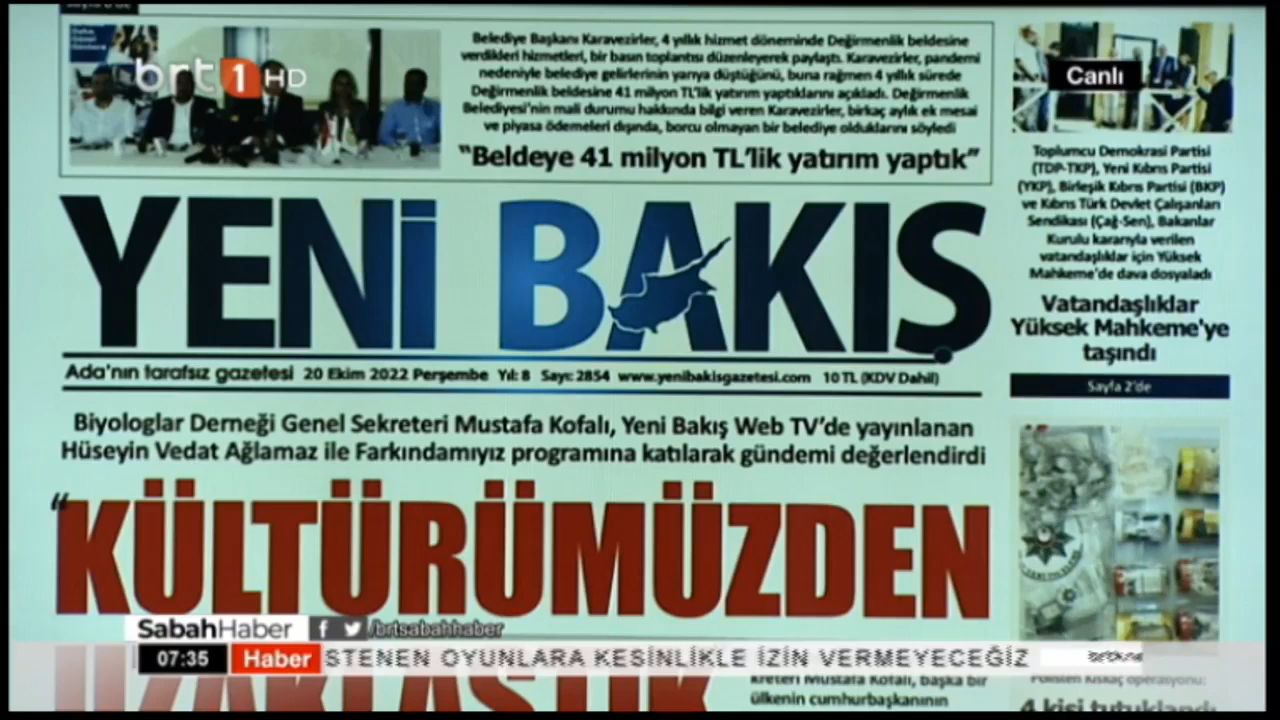 brt 1 HD
Canlı
Belediye Başkanı Karavezirler, 4 yıllık hizmet döneminde Değirmenlik beldesine
verdikleri hizmetleri, bir basın toplantısı düzenleyerek paylaştı. Karavezirler, pandemi
nedeniyle belediye gelirlerinin yarıya düştüğünü, buna rağmen 4 yıllık sürede
Değirmenlik beldesine 41 milyon TL'lik yatırım yaptıklarını açıkladı. Değirmenlik
Belediyesi'nin mali durumu hakkında bilgi veren Karavezirler, birkaç aylık ek mesai
ve piyasa ödemeleri dışında, borcu olmayan bir belediye olduklarını söyledi
"Beldeye 41 milyon TL'lik yatırım yaptık"
Toplumcu Demokrasi Partisi
(TDP-TKP), Yeni Kıbrıs Partisi
(YKP), Birleşik Kıbrıs Partisi (BKP)
ve Kıbrıs Türk Devlet Çalışanları
Sendikası (Çağ-Sen), Bakanlar
Kurulu kararıyla verilen
vatandaşlıklar için Yüksek
Mahkeme'de dava dosyaladı
Vatandaşlıklar
Yüksek Mahkeme'ye
taşındı
Sayfa 2'de
YENİ BAKIŞ
Ada'nın tarafsız gazetesi 20 Ekim 2022 Perşembe Yıl: 8 Sayı: 2854 www.yenibakisgazetesi.com 10 TL (KDV Dahil)
Biyologlar Derneği Genel Sekreteri Mustafa Kofalı, Yeni Bakış Web TV'de yayınlanan
Hüseyin Vedat Ağlamaz ile Farkındamıyız programına katılarak gündemi değerlendirdi
"KÜLTÜRÜMÜZDEN
UZAKLAŞTIK
kreteri Mustafa Kofalı, başka bir
ülkenin cumhurbaşkanının
Polisten Kıskaç operasyonu:
4 kişi tutuklandı
SabahHaber
/brtsabahhaber
07:35 Haber STENEN OYUNLARA KESİNLİKLE İZİN VERMEYECEĞİZ